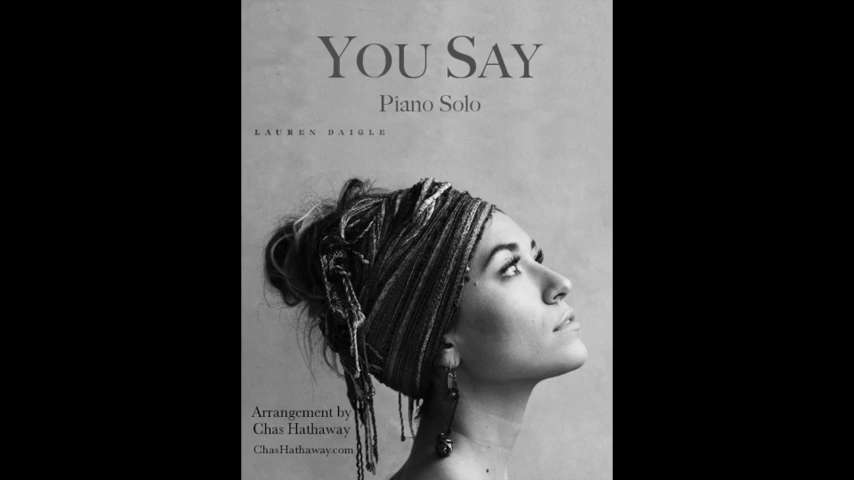 YOU SAY
Piano Solo
LAUREN DAIGLE
Arrangement by
Chas Hathaway
ChasHathaway.com